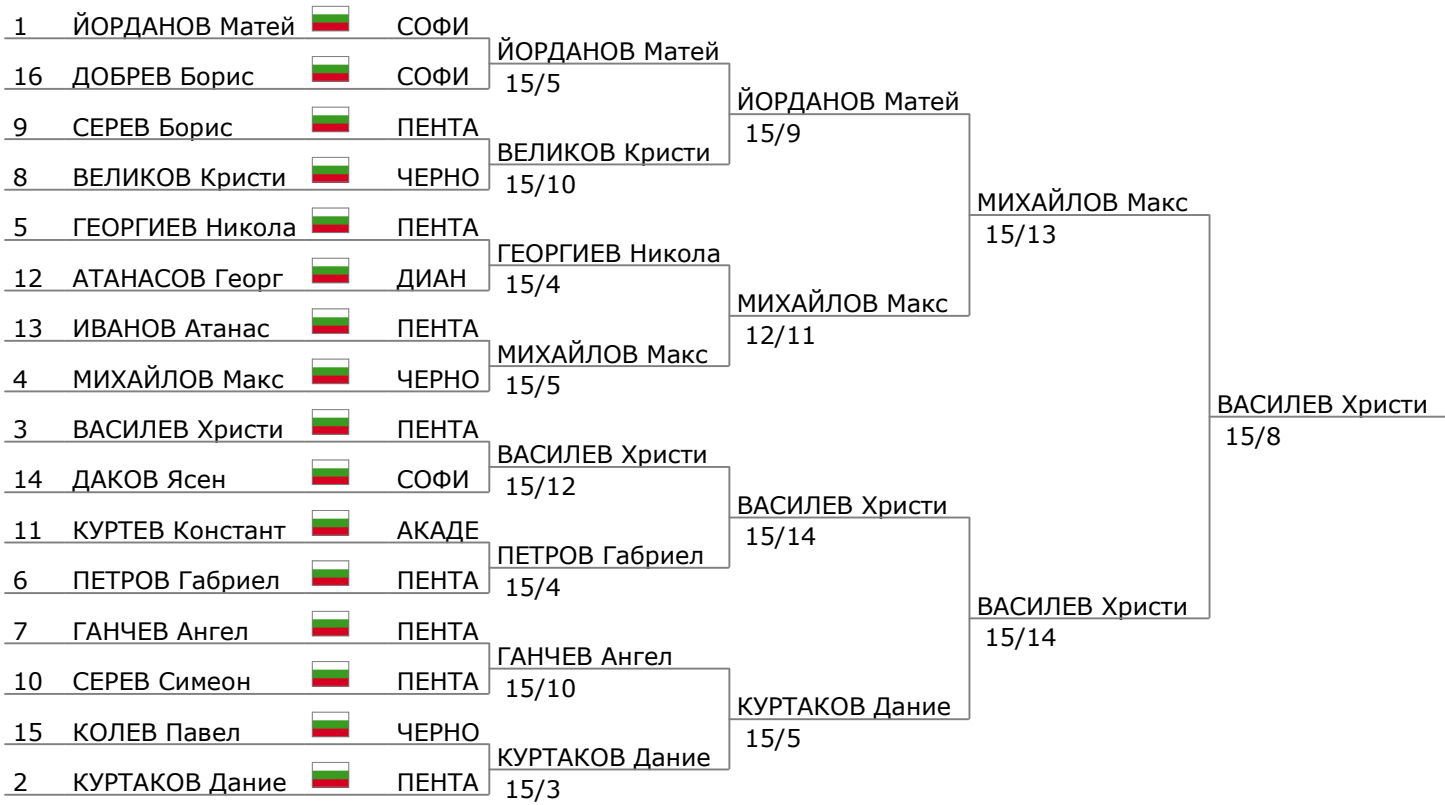 1 ЙОРДАНОВ Матей СОФИ
16 ДОБРЕВ Борис СОФИ
9 СЕРЕВ Борис ПЕНТА
8 ВЕЛИКОВ Кристи ЧЕРНО
5 ГЕОРГИЕВ Никола ПЕНТА
12 АТАНАСОВ Георг ДИАН
13 ИВАНОВ Атанас ПЕНТА
4 МИХАЙЛОВ Макс ЧЕРНО
3 ВАСИЛЕВ Христи ПЕНТА
14 ДАКОВ Ясен СОФИ
11 КУРТЕВ Констант АКАДЕ
6 ПЕТРОВ Габриел ПЕНТА
7 ГАНЧЕВ Ангел ПЕНТА
10 СЕРЕВ Симеон ПЕНТА
15 КОЛЕВ Павел ЧЕРНО
2 КУРТАКОВ Дание ПЕНТА
ЙОРДАНОВ Матей
15/5
ВЕЛИКОВ Кристи
15/10
ГЕОРГИЕВ Никола
15/4
МИХАЙЛОВ Макс
15/5
ВАСИЛЕВ Христи
15/12
ПЕТРОВ Габриел
15/4
ГАНЧЕВ Ангел
15/10
КУРТАКОВ Дание
15/3
ЙОРДАНОВ Матей
15/9
МИХАЙЛОВ Макс
12/11
ВАСИЛЕВ Христи
15/14
КУРТАКОВ Дание
15/5
МИХАЙЛОВ Макс
15/13
ВАСИЛЕВ Христи
15/14
ВАСИЛЕВ Христи
15/8